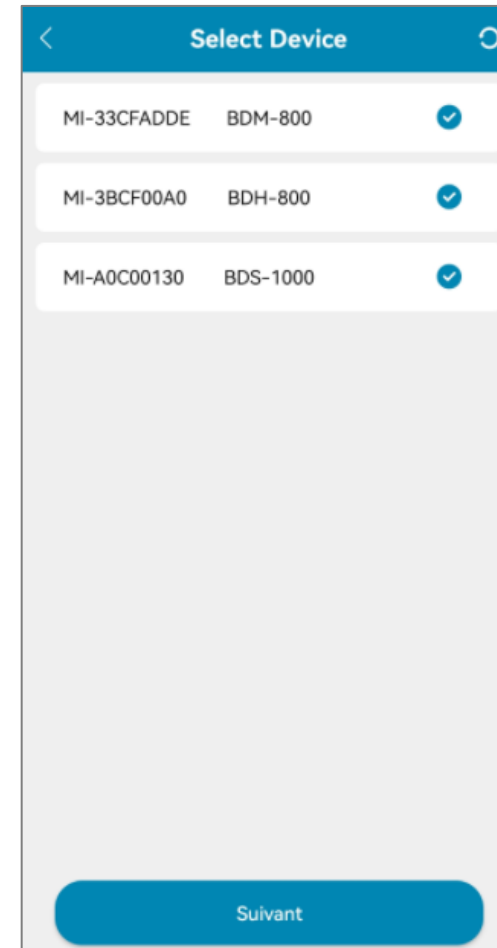 Select Device
MI-33CFADDE BDM-800
MI-3BCF00A0 BDH-800
MI-A0C00130 BDS-1000
Suivant